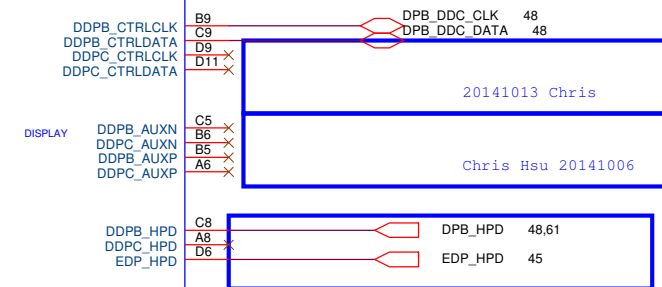 B9 DPB_DDC_CLK 48
DDPB_CTRLCLK
C9 DPB_DDC_DATA 48
DDPB_CTRLDATA
D9
DDPC_CTRLCLK
D11
DDPC_CTRLDATA
20141013 Chris
C5
DISPLAY DDPB_AUXN
B6
DDPC_AUXN
B5
DDPB_AUXP
A6 Chris Hsu 20141006
DDPC_AUXP
C8
DDPB_HPD DPB_HPD 48,61
A8
DDPC_HPD
D6
EDP_HPD EDP_HPD 45